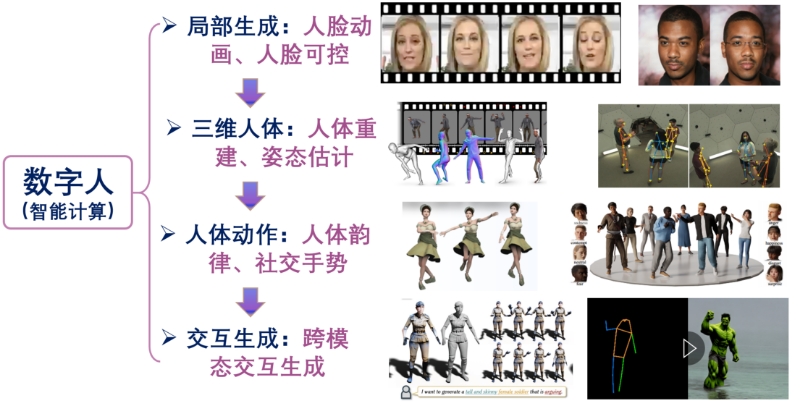 数字人
(智能计算)
➢ 局部生成：人脸动
画、人脸可控
➢ 三维人体：人体重
建、姿态估计
➢ 人体动作：人体韵
律、社交手势
➢ 交互生成：跨模
态交互生成
I want to generate a tall and skinny female soldier that is arguing.